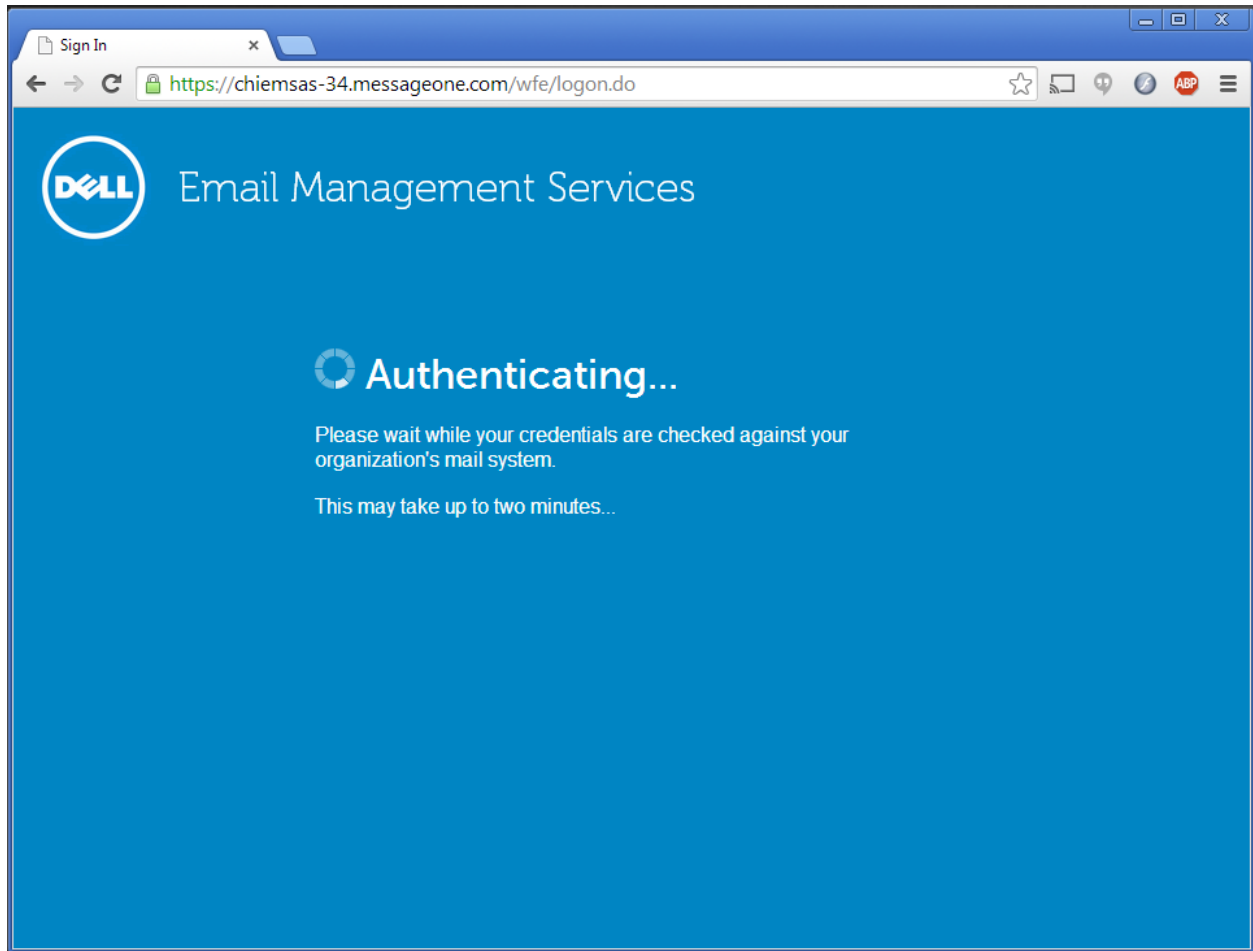 Sign In
https://chiemsas-34.messageone.com/wfe/logon.do
ABP
DELL
Email Management Services
Authenticating...
Please wait while your credentials are checked against your
organization's mail system.
This may take up to two minutes...